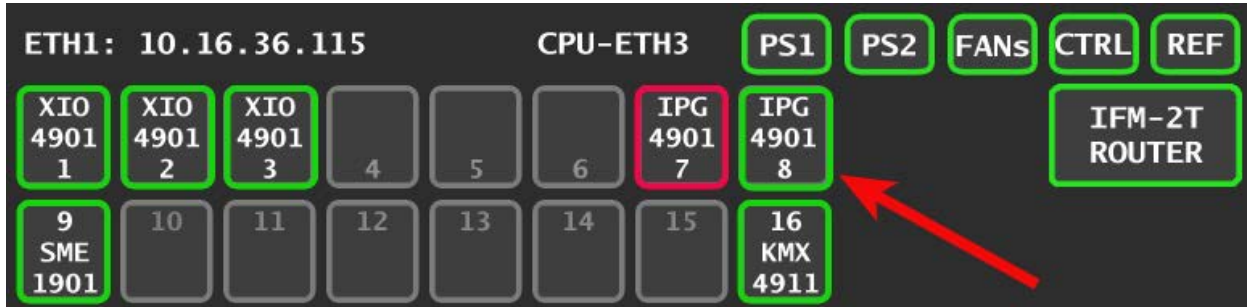 ETH1: 10.16.36.115 CPU-ETH3 PS1 PS2 FANs CTRL REF
XIO 4901 1
XIO 4901 2
XIO 4901 3
4
5
6
IPG 4901 7
IPG 4901 8
IFM-2T
ROUTER
9 SME 1901
10
11
12
13
14
15
16 KMX 4911